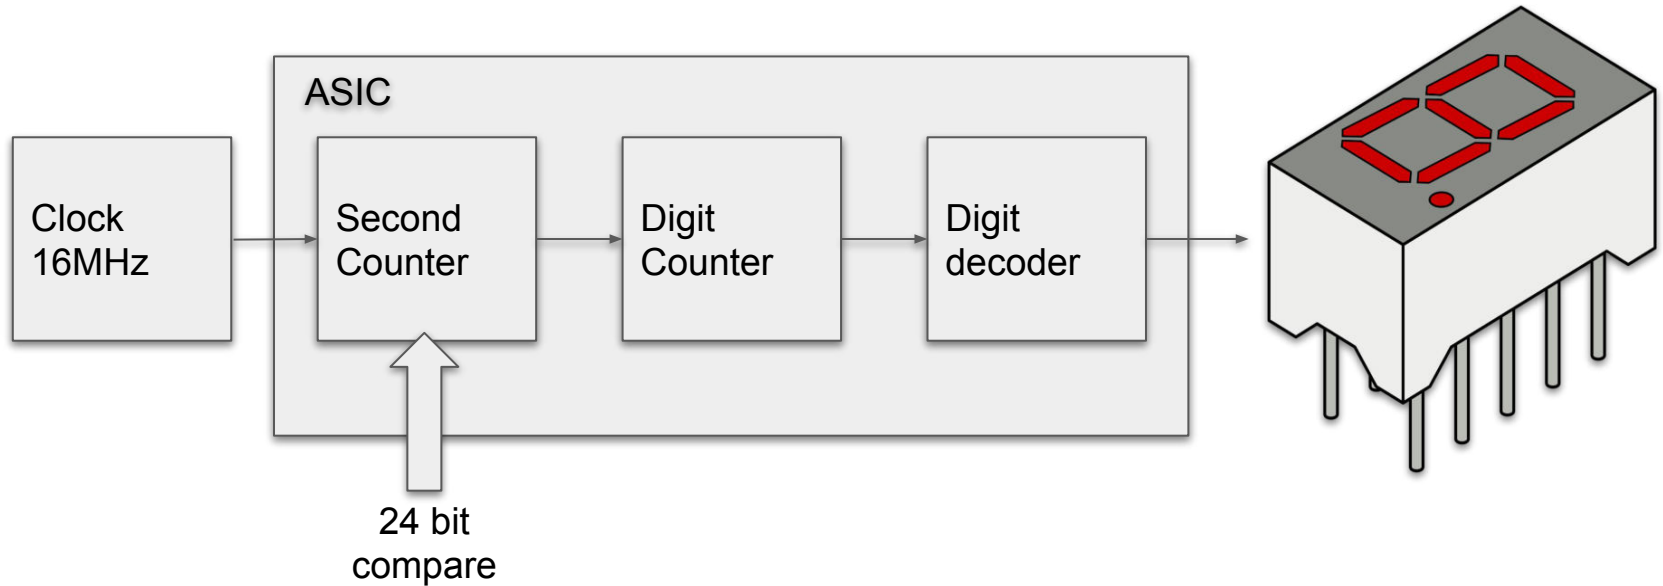 ASIC
Clock
16MHz
Second
Counter
Digit
Counter
Digit
decoder
24 bit
compare